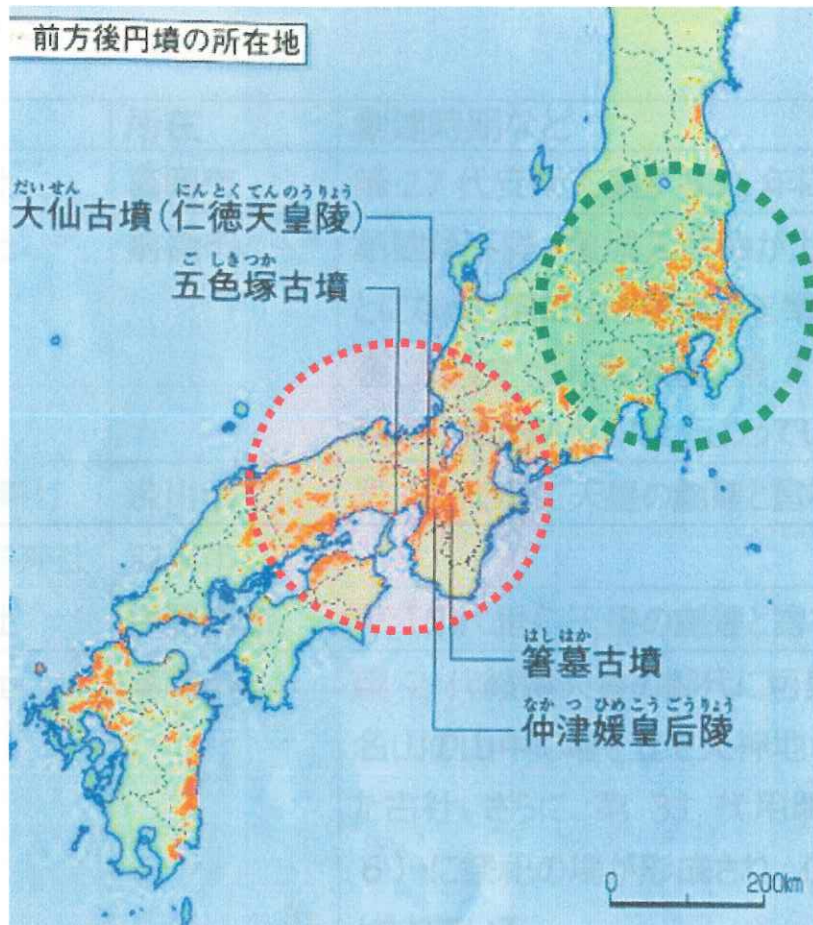 前方後円墳の所在地
だいせん にんとくてんのうりょう
大仙古墳(仁徳天皇陵)
ごしきつか
五色塚古墳
はしはか
箸墓古墳
なかつひめこうごうりょう
仲津媛皇后陵
0 200km